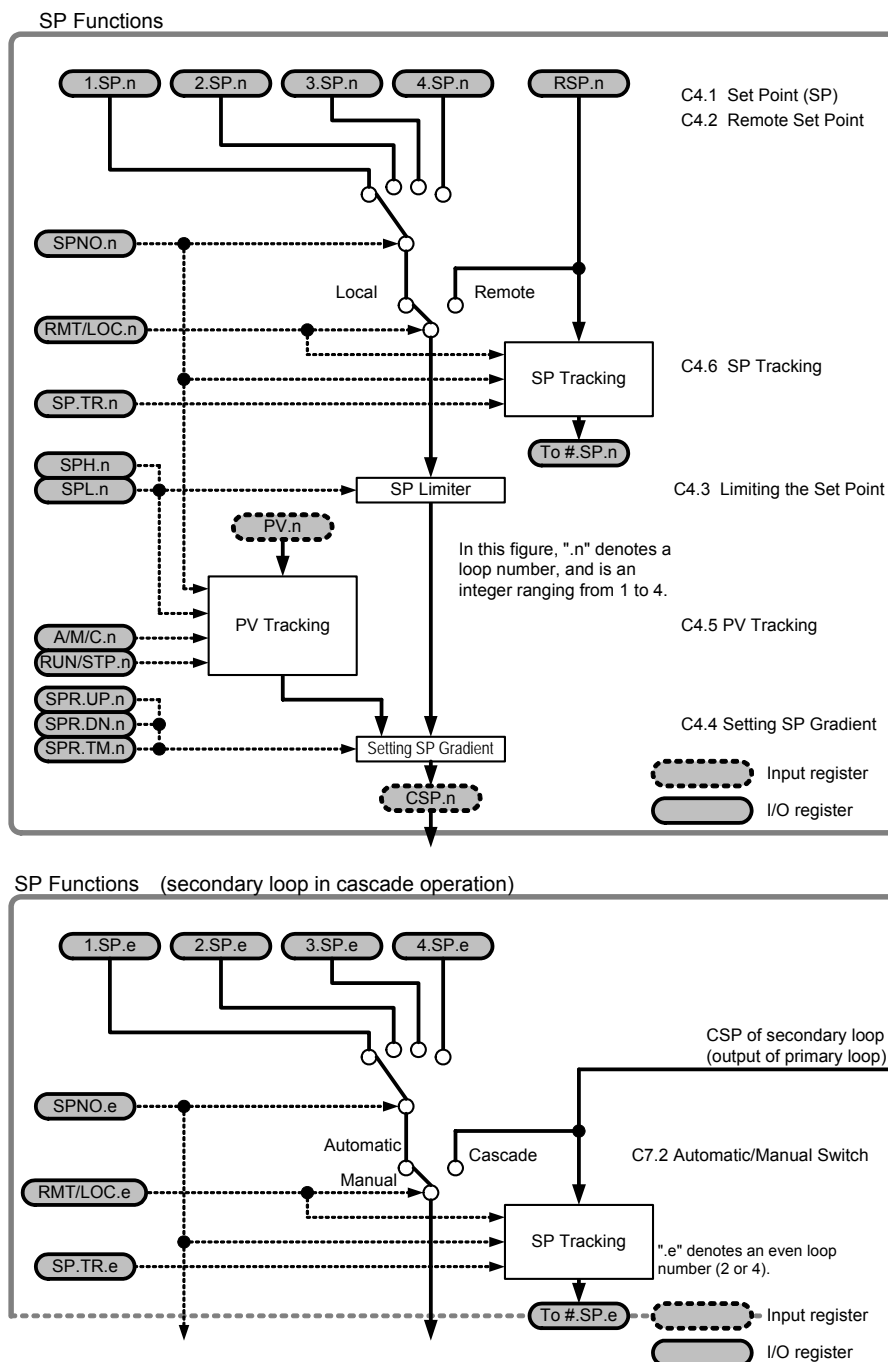 SP Functions
1.SP.n 2.SP.n 3.SP.n 4.SP.n RSP.n
C4.1 Set Point (SP)
C4.2 Remote Set Point
SPNO.n
Local Remote
RMT/LOC.n
SP Tracking
C4.6 SP Tracking
SP.TR.n
To #.SP.n
SPH.n
SPL.n
SP Limiter
C4.3 Limiting the Set Point
PV.n
In this figure, ".n" denotes a
loop number, and is an
integer ranging from 1 to 4.
PV Tracking
C4.5 PV Tracking
A/M/C.n
RUN/STP.n
SPR.UP.n
SPR.DN.n
SPR.TM.n
Setting SP Gradient
C4.4 Setting SP Gradient
Input register
CSP.n
I/O register
SP Functions (secondary loop in cascade operation)
1.SP.e 2.SP.e 3.SP.e 4.SP.e
CSP of secondary loop
(output of primary loop)
SPNO.e
Automatic
Cascade
C7.2 Automatic/Manual Switch
Manual
RMT/LOC.e
SP Tracking
".e" denotes an even loop
number (2 or 4).
SP.TR.e
To #.SP.e
Input register
I/O register